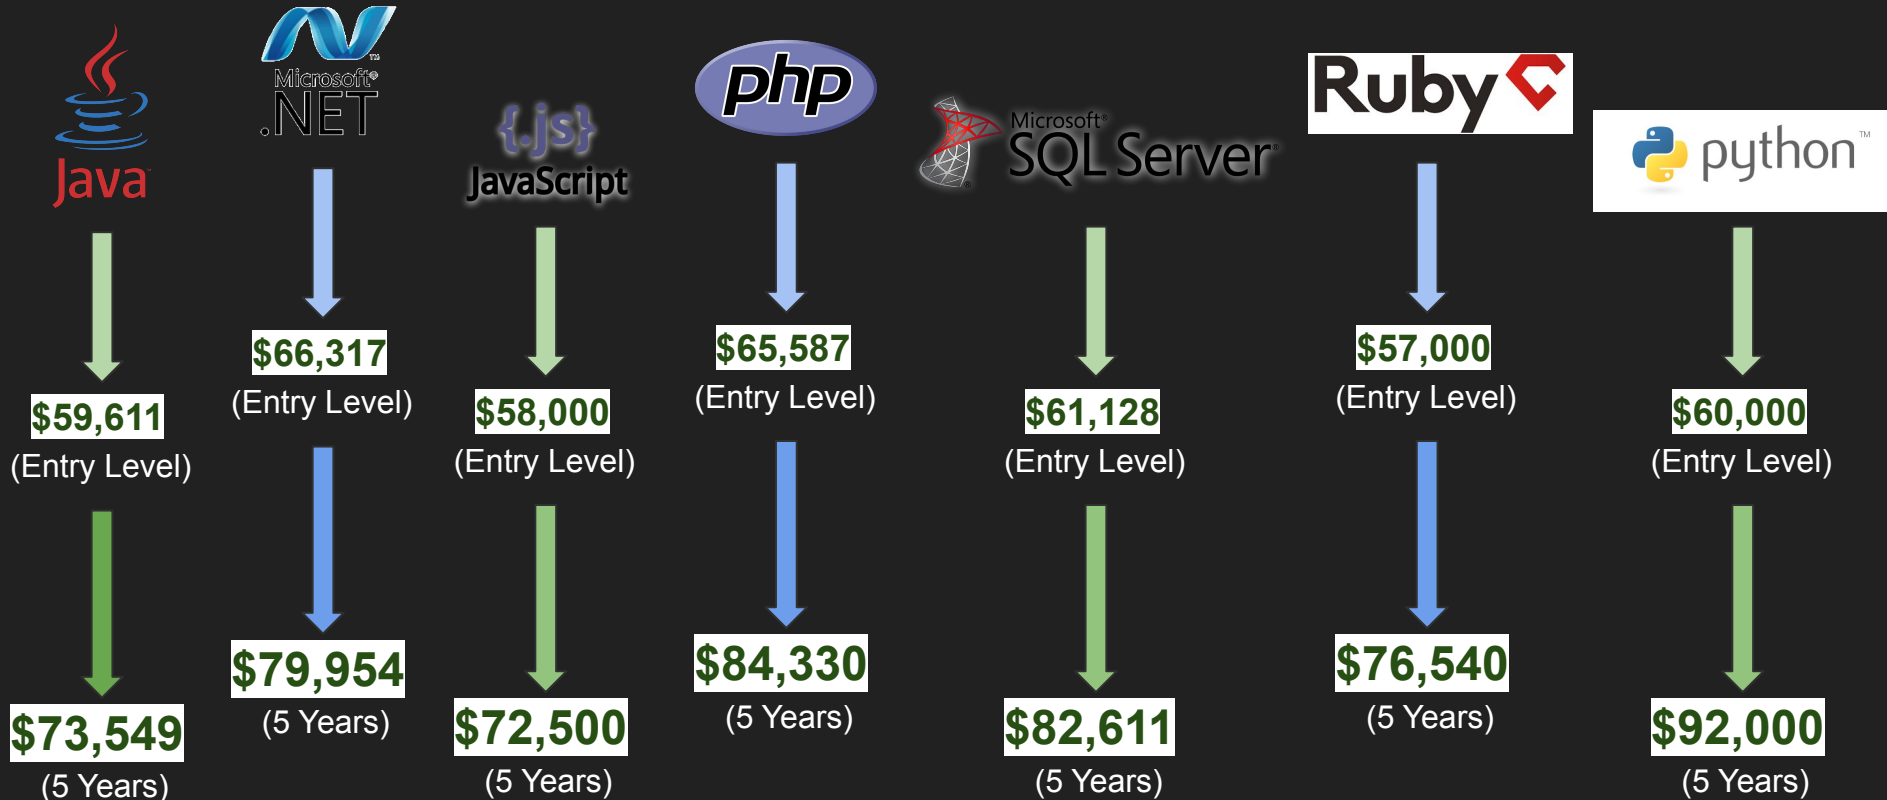 Java
$59,611
(Entry Level)
$73,549
(5 Years)
Microsoft®
.NET™
$66,317
(Entry Level)
$79,954
(5 Years)
{.js}
JavaScript
$58,000
(Entry Level)
$72,500
(5 Years)
php
$65,587
(Entry Level)
$84,330
(5 Years)
Microsoft®
SQL Server®
$61,128
(Entry Level)
$82,611
(5 Years)
Ruby
$57,000
(Entry Level)
$76,540
(5 Years)
python™
$60,000
(Entry Level)
$92,000
(5 Years)